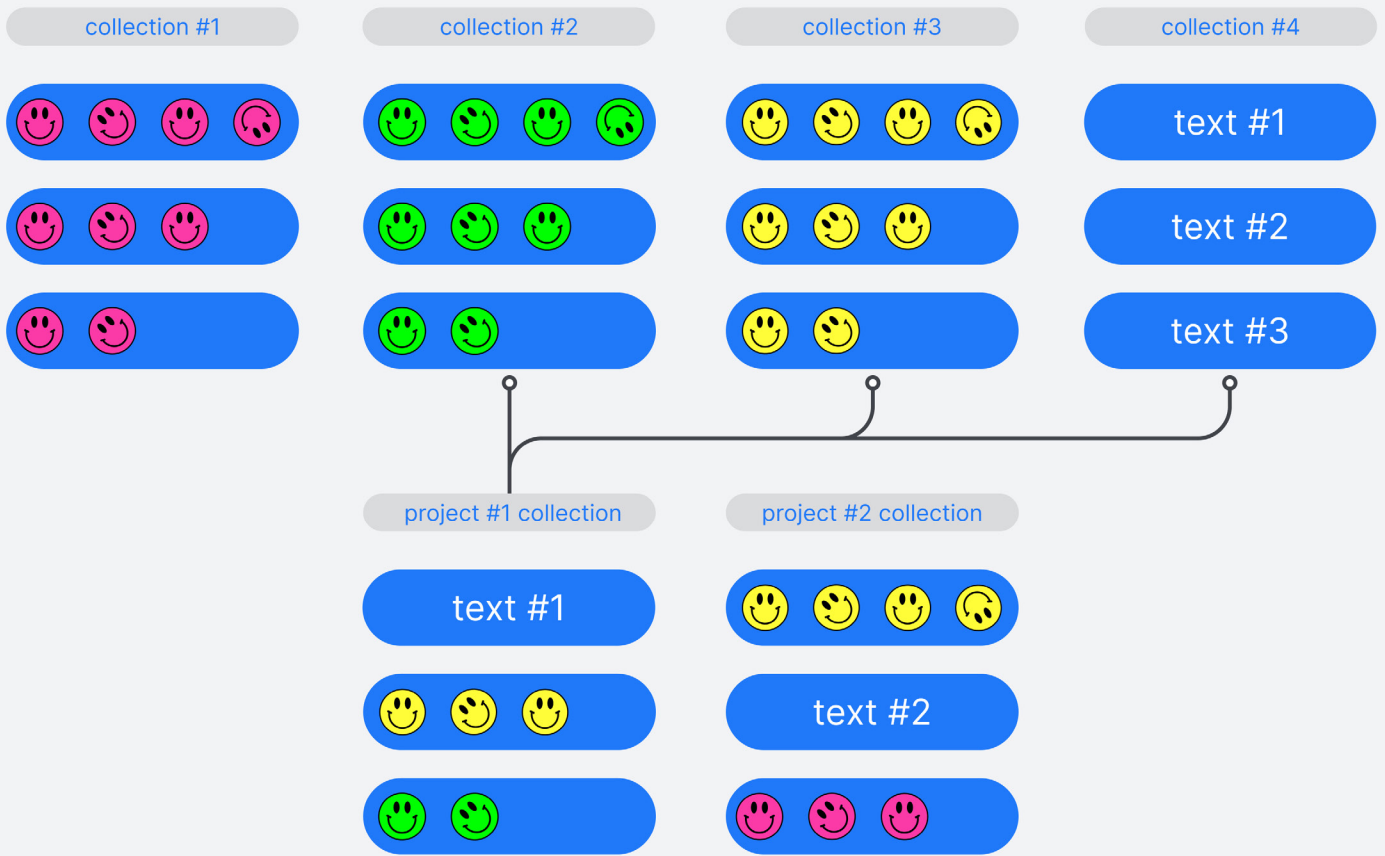 collection #1
collection #2
collection #3
collection #4
text #1
text #2
text #3
project #1 collection
project #2 collection
text #1
text #2